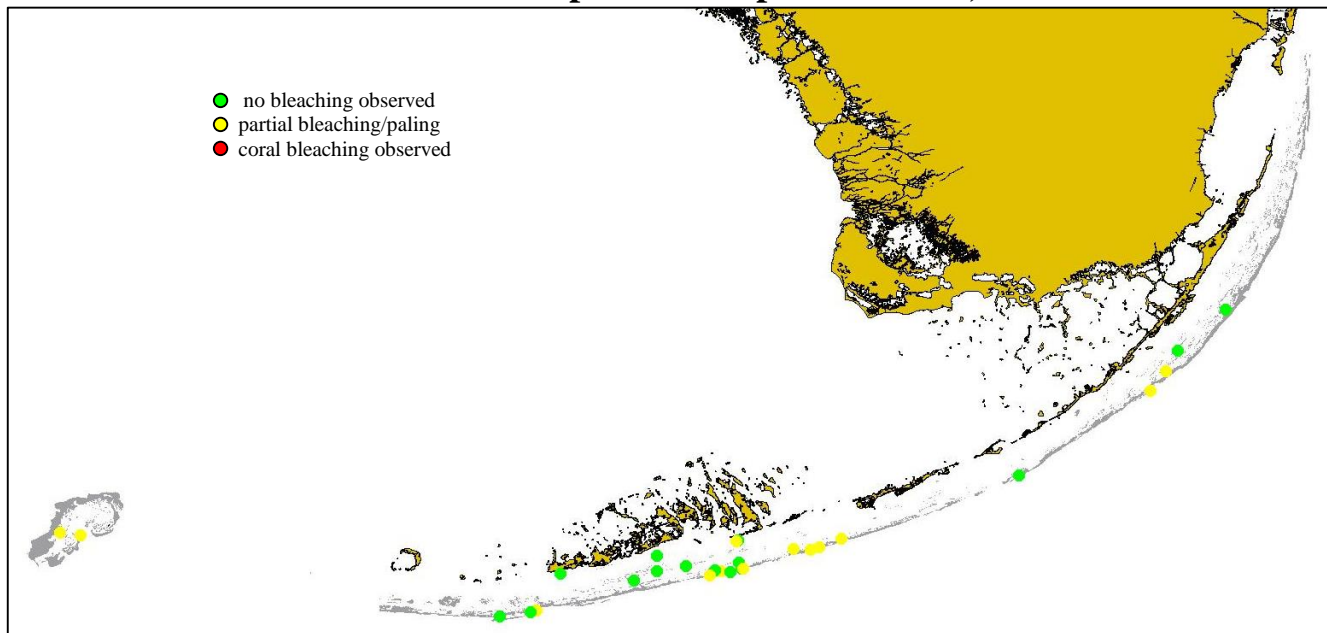 no bleaching observed
partial bleaching/paling
coral bleaching observed